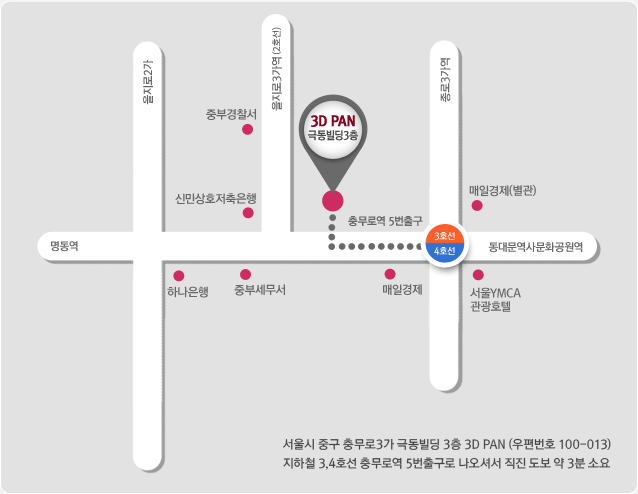 을지로2가
을지로3가역 (2호선)
종로3가역
중부경찰서
3D PAN
극동빌딩3층
신민상호저축은행
매일경제(별관)
충무로역 5번출구
3호선
4호선
명동역
동대문역사문화공원역
하나은행
중부세무서
매일경제
서울YMCA
관광호텔
서울시 중구 충무로3가 극동빌딩 3층 3D PAN (우편번호 100-013)
지하철 3,4호선 충무로역 5번출구로 나오셔서 직진 도보 약 3분 소요